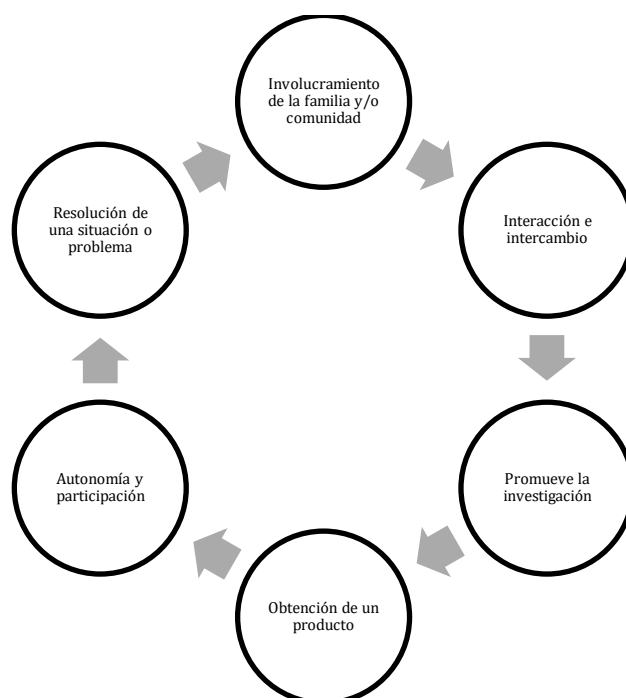 Involucramiento
de la familia y/o
comunidad
Interacción e
intercambio
Promueve la
investigación
Obtención de un
producto
Autonomía y
participación
Resolución de
una situación o
problema